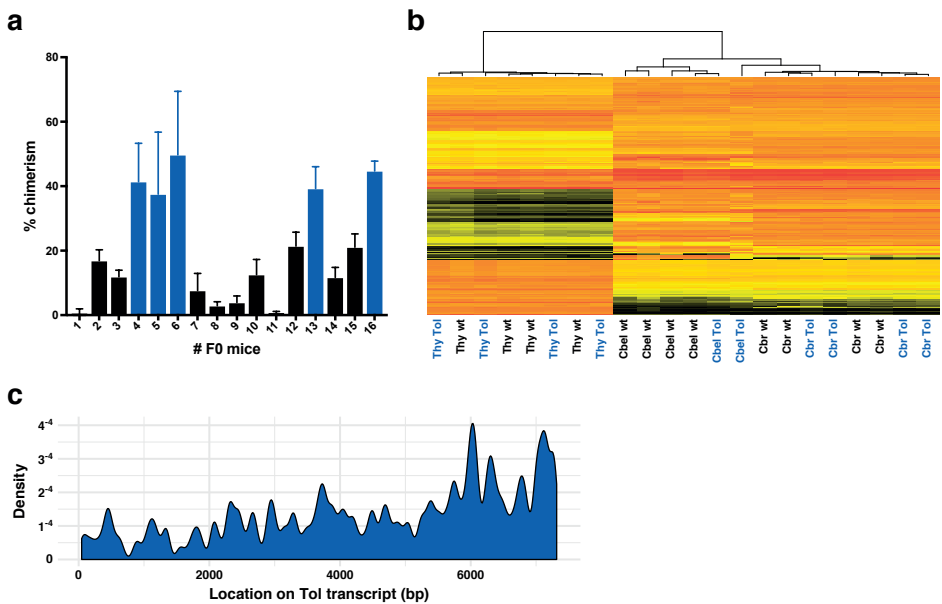 a
80
60
40
20
0
% chimerism
1 2 3 4 5 6 7 8 9 10 11 12 13 14 15 16
# F0 mice
b
Thy Tol
Thy wt
Thy Tol
Thy wt
Thy wt
Thy Tol
Thy wt
Thy Tol
Cbel wt
Cbel wt
Cbel wt
Cbel wt
Cbel Tol
Cbel Tol
Cbr wt
Cbr wt
Cbr Tol
Cbr Tol
Cbr wt
Cbr wt
Cbr Tol
Cbr Tol
c
4⁻⁴
3⁻⁴
2⁻⁴
1⁻⁴
0
Density
0 2000 4000 6000
Location on Tol transcript (bp)